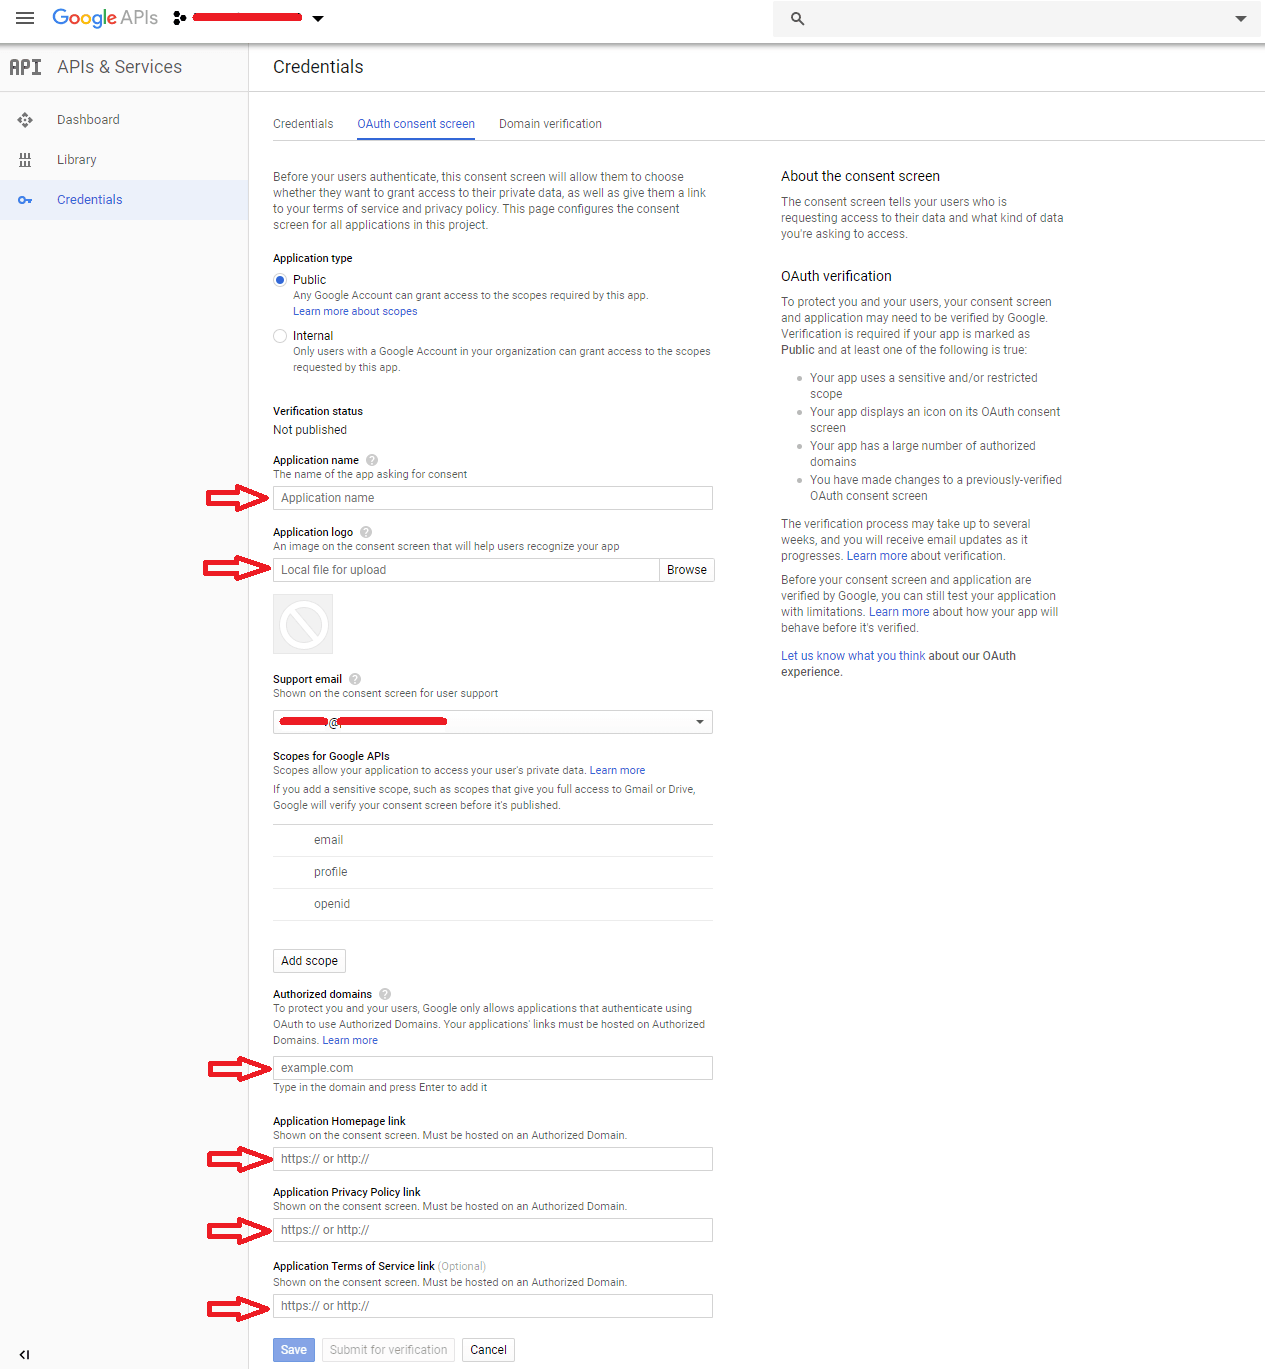 Google APIs
API APIs & Services
Credentials
Dashboard
Library
Credentials
Credentials OAuth consent screen Domain verification
Before your users authenticate, this consent screen will allow them to choose
whether they want to grant access to their private data, as well as give them a link
to your terms of service and privacy policy. This page configures the consent
screen for all applications in this project.
Application type
Public
Any Google Account can grant access to the scopes required by this app.
Learn more about scopes
Internal
Only users with a Google Account in your organization can grant access to the scopes
requested by this app.
Verification status
Not published
Application name ?
The name of the app asking for consent
Application name
Application logo ?
An image on the consent screen that will help users recognize your app
Local file for upload Browse
Support email ?
Shown on the consent screen for user support
@
Scopes for Google APIs
Scopes allow your application to access your user's private data. Learn more
If you add a sensitive scope, such as scopes that give you full access to Gmail or Drive,
Google will verify your consent screen before it's published.
email
profile
openid
Add scope
Authorized domains ?
To protect you and your users, Google only allows applications that authenticate using
OAuth to use Authorized Domains. Your applications' links must be hosted on Authorized
Domains. Learn more
example.com
Type in the domain and press Enter to add it
Application Homepage link
Shown on the consent screen. Must be hosted on an Authorized Domain.
https:// or http://
Application Privacy Policy link
Shown on the consent screen. Must be hosted on an Authorized Domain.
https:// or http://
Application Terms of Service link (Optional)
Shown on the consent screen. Must be hosted on an Authorized Domain.
https:// or http://
Save Submit for verification Cancel
About the consent screen
The consent screen tells your users who is
requesting access to their data and what kind of data
you're asking to access.
OAuth verification
To protect you and your users, your consent screen
and application may need to be verified by Google.
Verification is required if your app is marked as
Public and at least one of the following is true:
Your app uses a sensitive and/or restricted
scope
Your app displays an icon on its OAuth consent
screen
Your app has a large number of authorized
domains
You have made changes to a previously-verified
OAuth consent screen
The verification process may take up to several
weeks, and you will receive email updates as it
progresses. Learn more about verification.
Before your consent screen and application are
verified by Google, you can still test your application
with limitations. Learn more about how your app will
behave before it's verified.
Let us know what you think about our OAuth
experience.